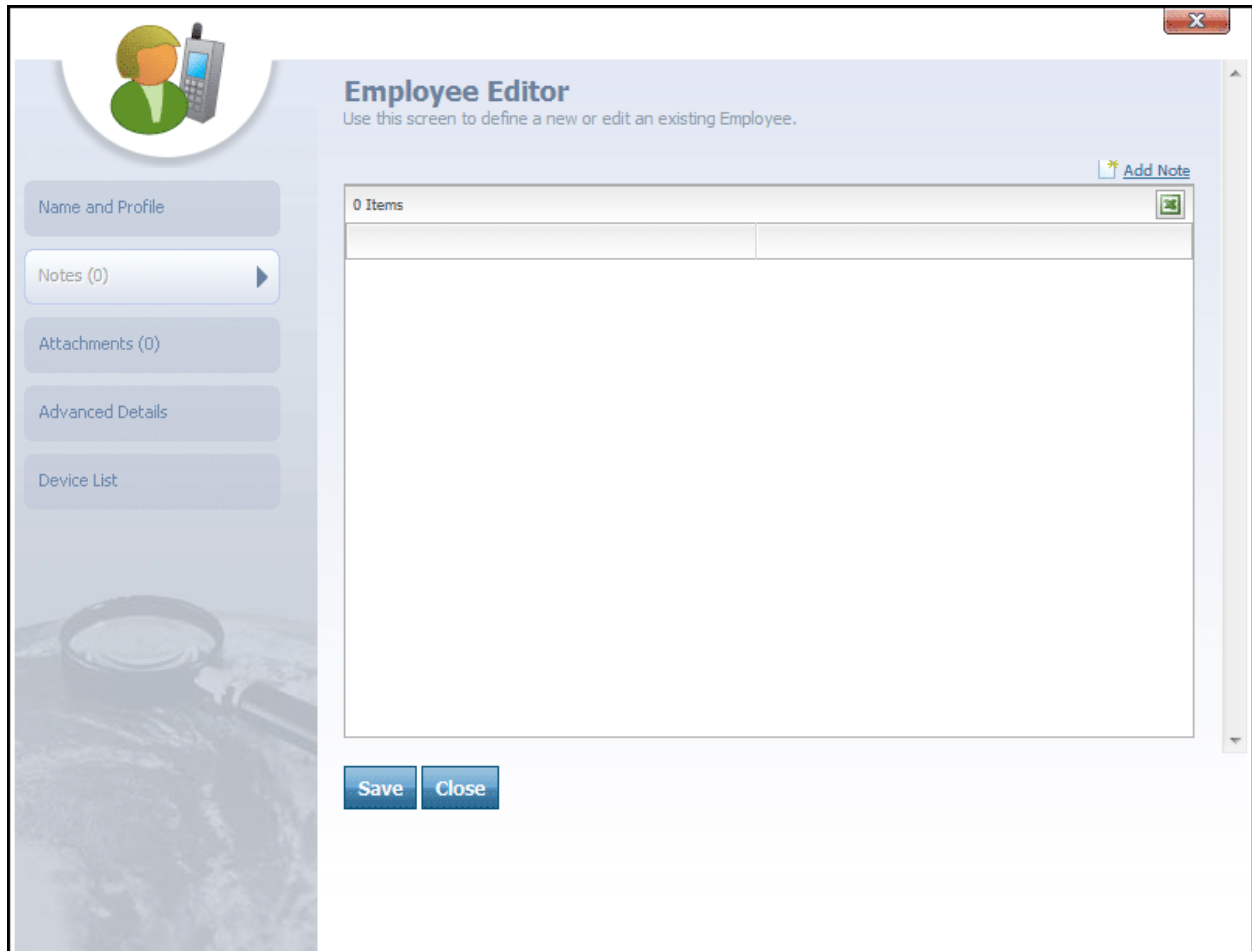 X
Employee Editor
Use this screen to define a new or edit an existing Employee.
Add Note
Name and Profile
Notes (0)
Attachments (0)
Advanced Details
Device List
0 Items
Save
Close